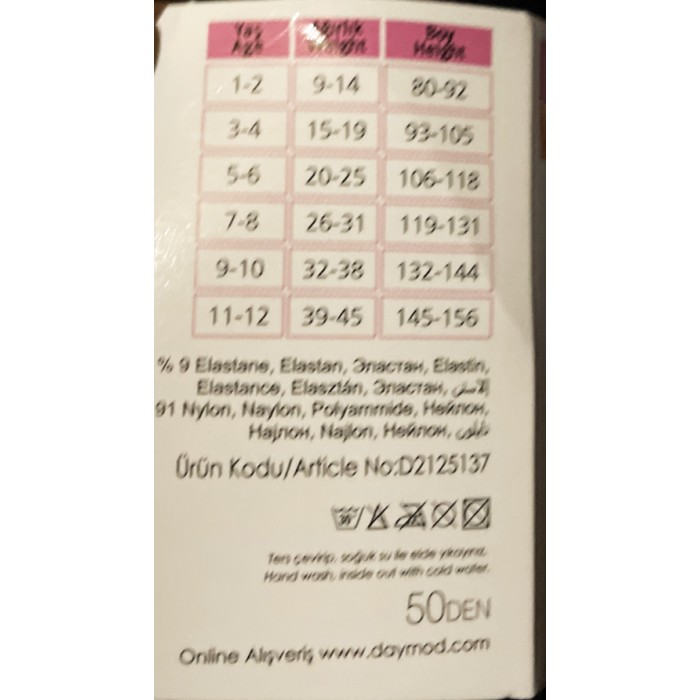 Yaş Ağırlık Boy
Age Weight Height
1-2 9-14 80-92
3-4 15-19 93-105
5-6 20-25 106-118
7-8 26-31 119-131
9-10 32-38 132-144
11-12 39-45 145-156
% 9 Elastane, Elastan, Эластан, Elastin,
Elastance, Elasztán, Эластан,
91 Nylon, Naylon, Polyammide, Нейлон,
Најлон, Najlon, Нейлон,
Ürün Kodu/Article No:D2125137
30
Ters çevirip, soğuk su ile elde yıkayınız.
Hand wash, inside out with cold water.
50DEN
Online Alışveriş www.daymod.com